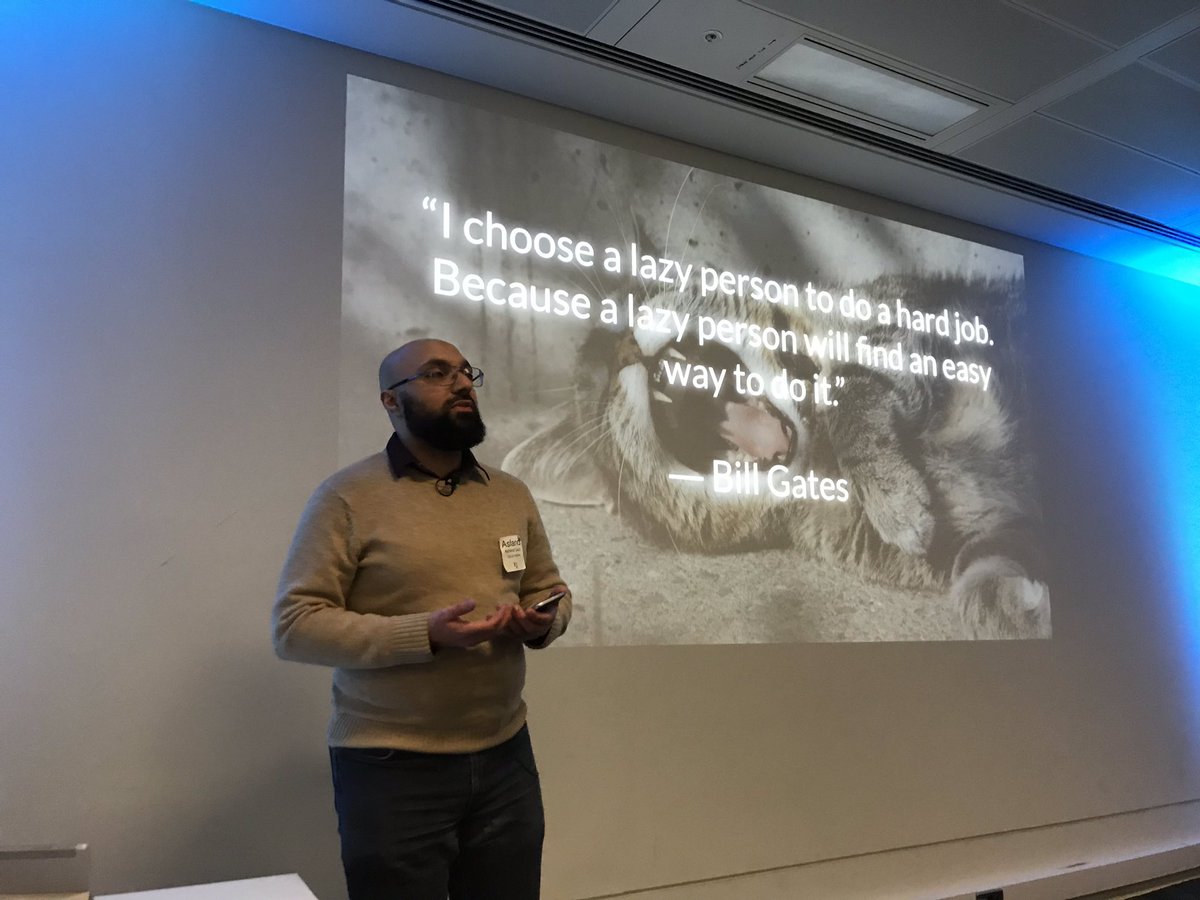 “I choose a lazy person to do a hard job.
Because a lazy person will find an easy
way to do it.”
— Bill Gates